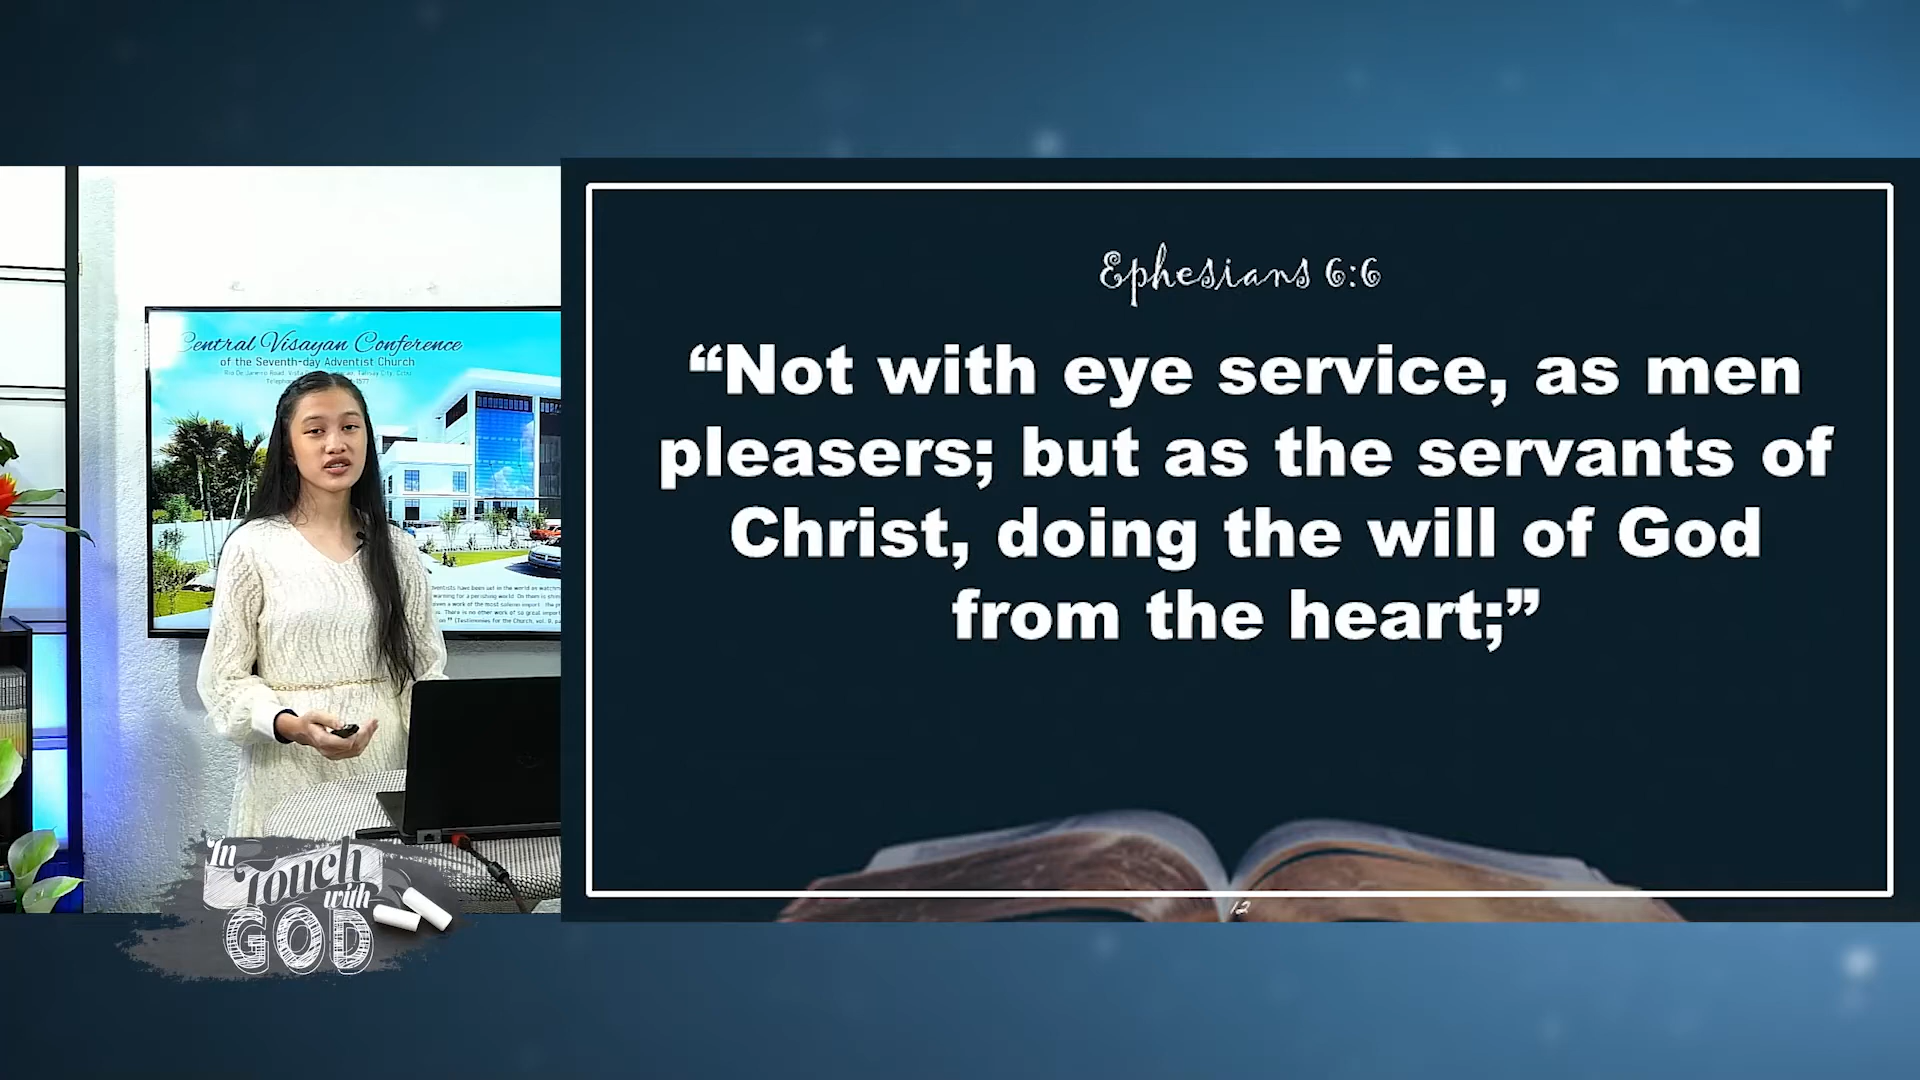 Central Visayan Conference
of the Seventh-day Adventist Church
Ephesians 6:6
“Not with eye service, as men
pleasers; but as the servants of
Christ, doing the will of God
from the heart;”
12
In
Touch
with
GOD